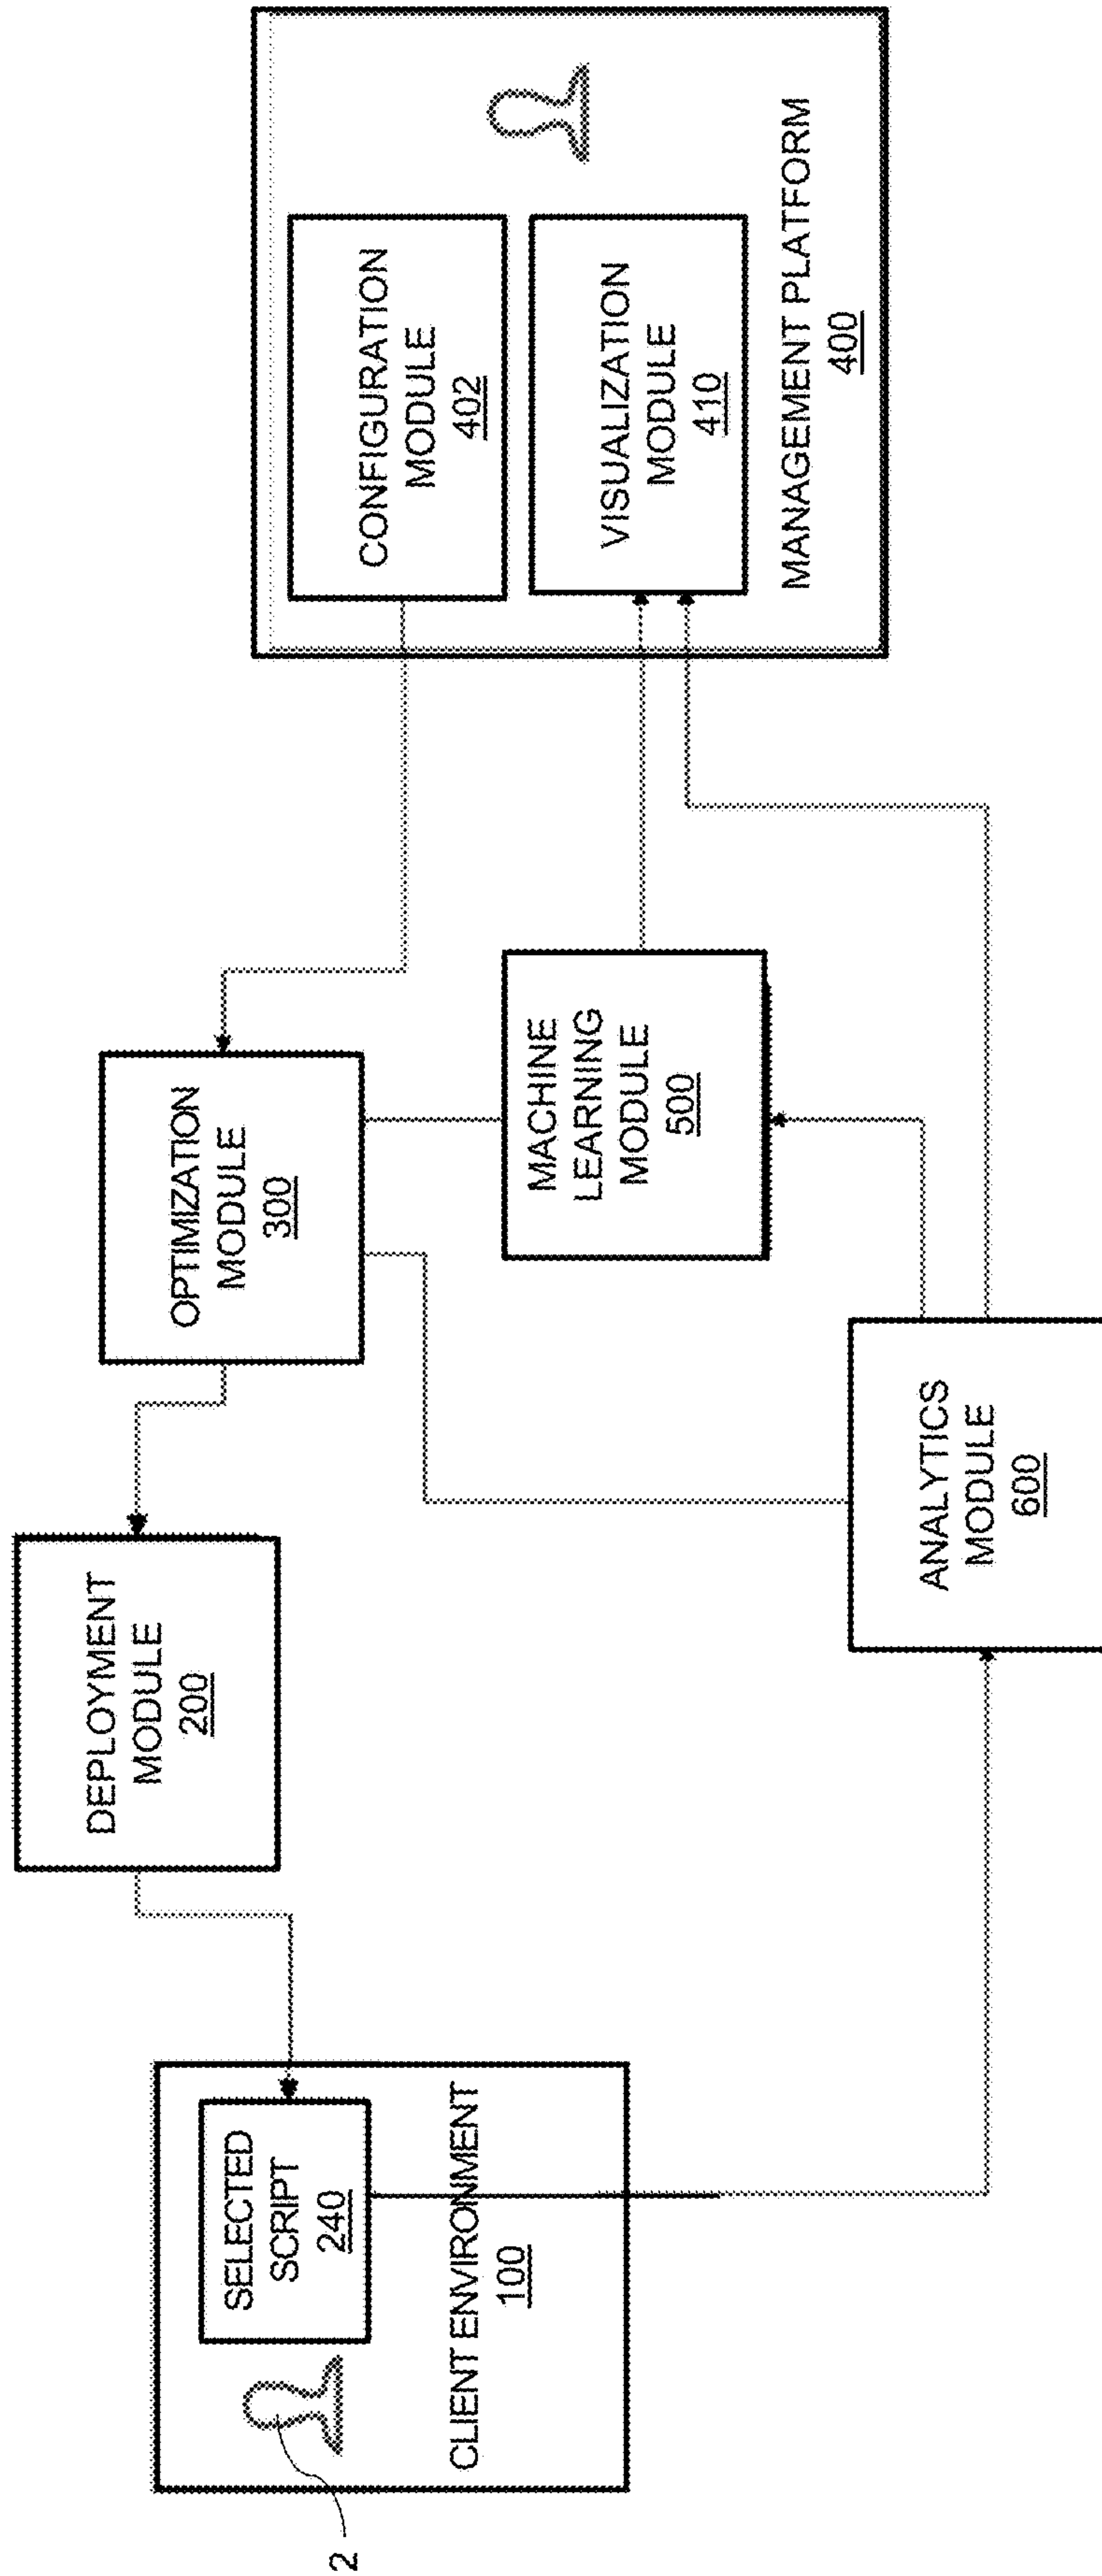 2
SELECTED
SCRIPT
240
CLIENT ENVIRONMENT
100
DEPLOYMENT
MODULE
200
OPTIMIZATION
MODULE
300
MACHINE
LEARNING
MODULE
500
ANALYTICS
MODULE
600
CONFIGURATION
MODULE
402
VISUALIZATION
MODULE
410
MANAGEMENT PLATFORM
400